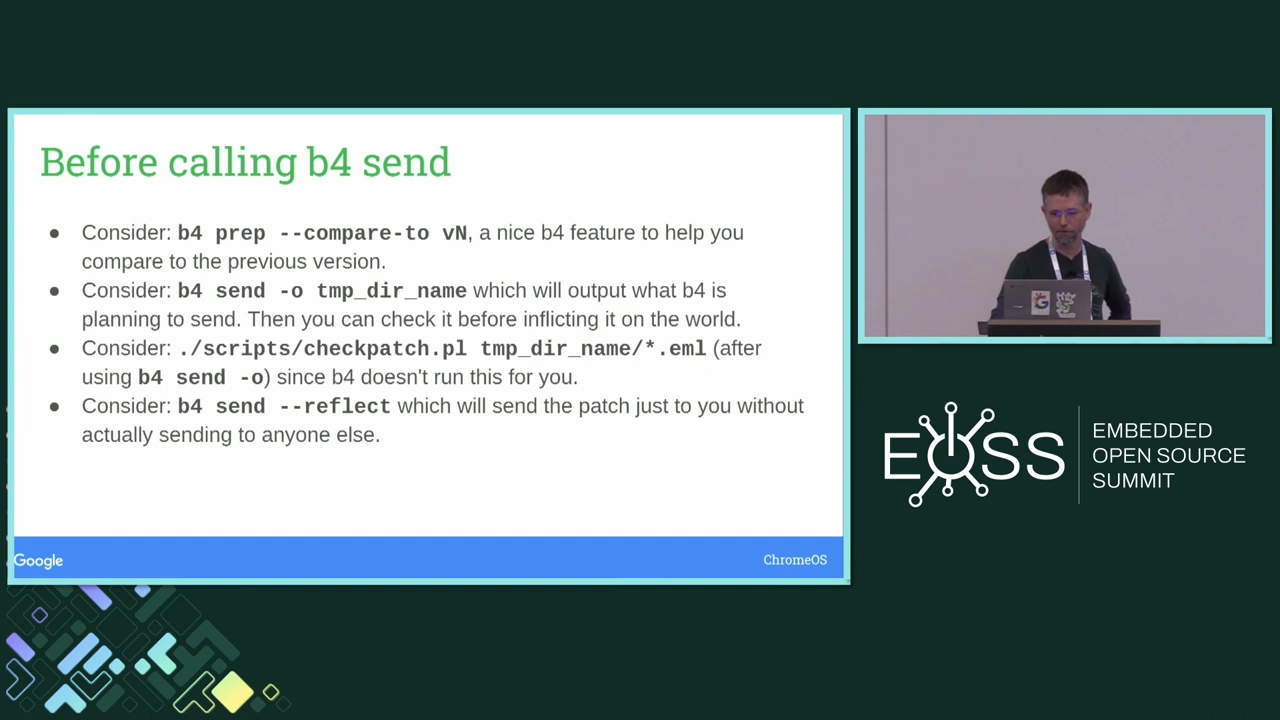 Before calling b4 send
● Consider: b4 prep --compare-to vN, a nice b4 feature to help you
compare to the previous version.
● Consider: b4 send -o tmp_dir_name which will output what b4 is
planning to send. Then you can check it before inflicting it on the world.
● Consider: ./scripts/checkpatch.pl tmp_dir_name/*.eml (after
using b4 send -o) since b4 doesn't run this for you.
● Consider: b4 send --reflect which will send the patch just to you without
actually sending to anyone else.
Google
ChromeOS
G
EOSS
EMBEDDED
OPEN SOURCE
SUMMIT